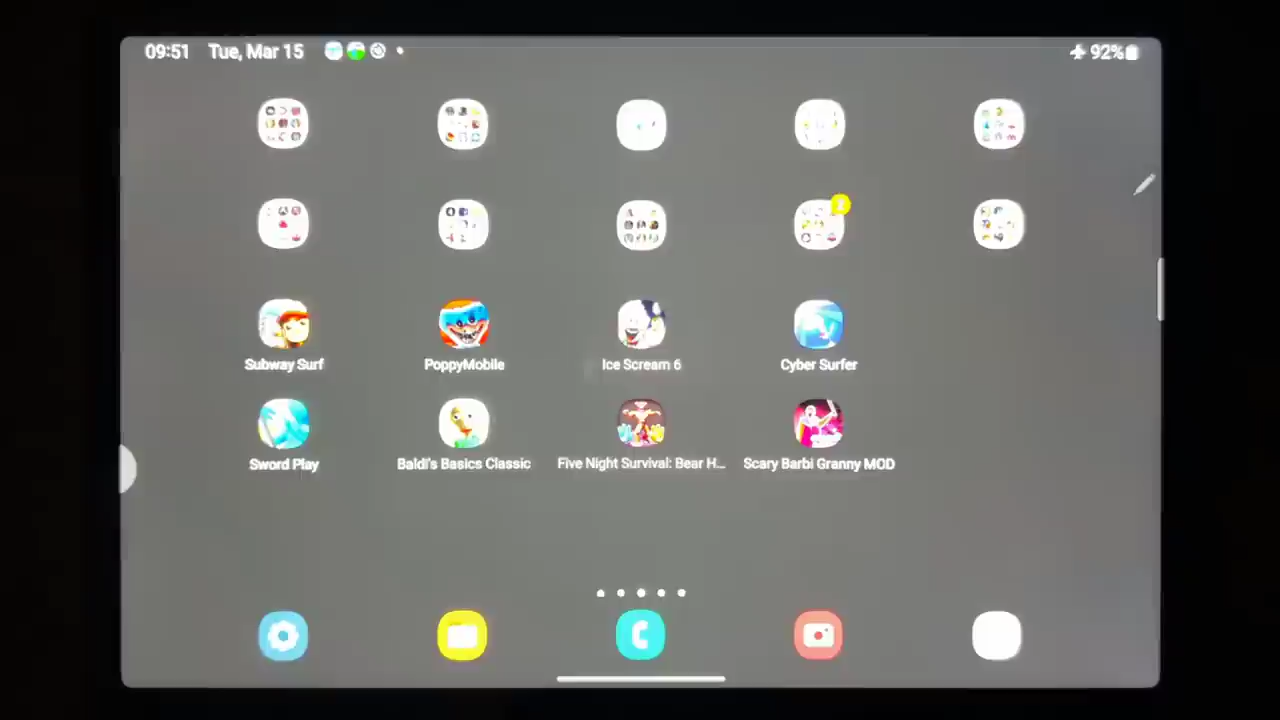 09:51 Tue, Mar 15 92%
Subway Surf PoppyMobile Ice Scream 6 Cyber Surfer
Sword Play Baldi's Basics Classic Five Night Survival: Bear H... Scary Barbi Granny MOD